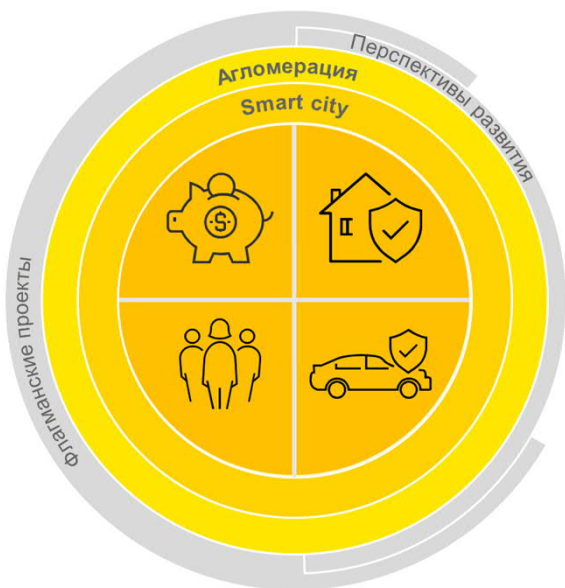 Перспективы развития
Агломерация
Smart city
$
Флагманские проекты